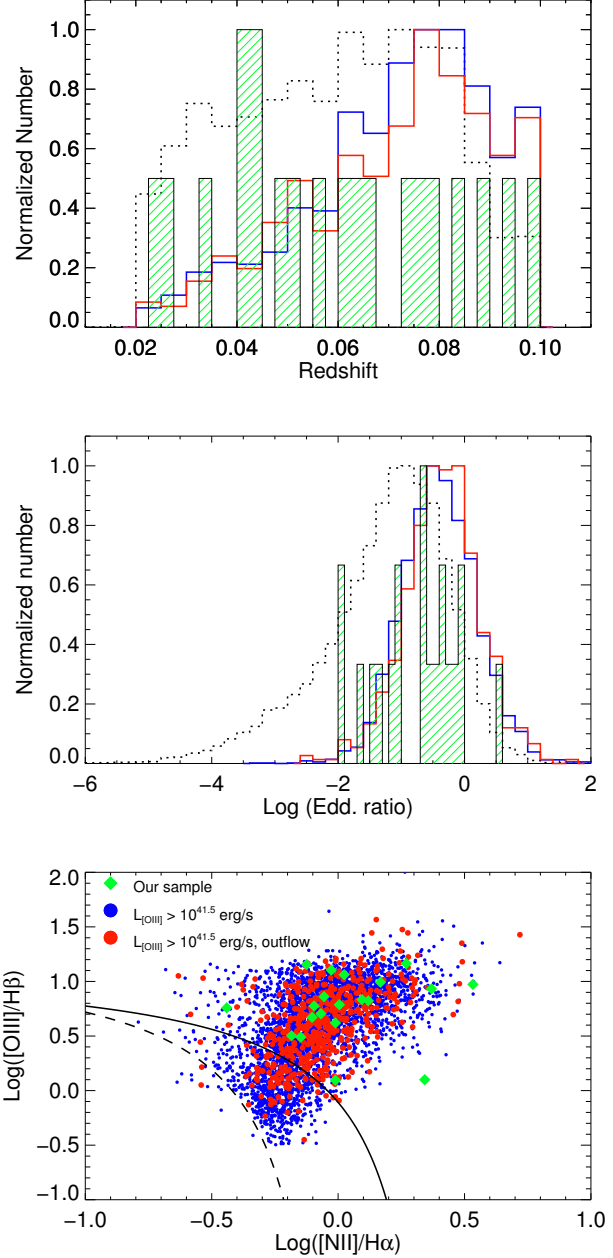 1.0
0.8
0.6
0.4
0.2
0.0
Normalized Number
0.02 0.04 0.06 0.08 0.10
Redshift
1.0
0.8
0.6
0.4
0.2
0.0
Normalized number
−6 −4 −2 0 2
Log (Edd. ratio)
2.0
1.5
1.0
0.5
0.0
−0.5
−1.0
Log([OIII]/Hβ)
Our sample
L[OIII] > 10^41.5 erg/s
L[OIII] > 10^41.5 erg/s, outflow
−1.0 −0.5 0.0 0.5 1.0
Log([NII]/Hα)